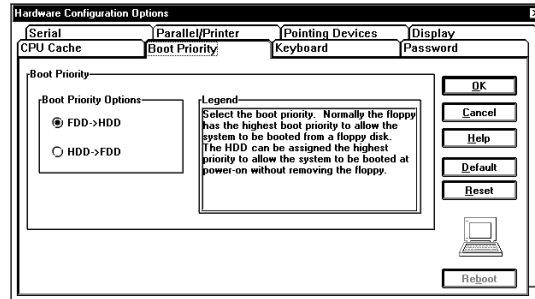 Hardware Configuration Options
Serial
Parallel/Printer
Pointing Devices
Display
CPU Cache
Boot Priority
Keyboard
Password
Boot Priority
Boot Priority Options
FDD->HDD
HDD->FDD
Legend
Select the boot priority. Normally the floppy
has the highest boot priority to allow the
system to be booted from a floppy disk.
The HDD can be assigned the highest
priority to allow the system to be booted at
power-on without removing the floppy.
OK
Cancel
Help
Default
Reset
Reboot